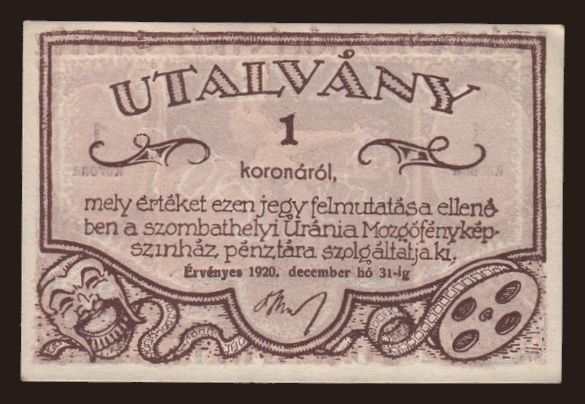 UTALVÁNY
1
koronáról,
mely értéket ezen jegy felmutatása ellené-
ben a szombathelyi Uránia Mozgófénykép-
szinház, pénztára szolgáltatja ki.
Érvényes 1920. december hó 31-ig